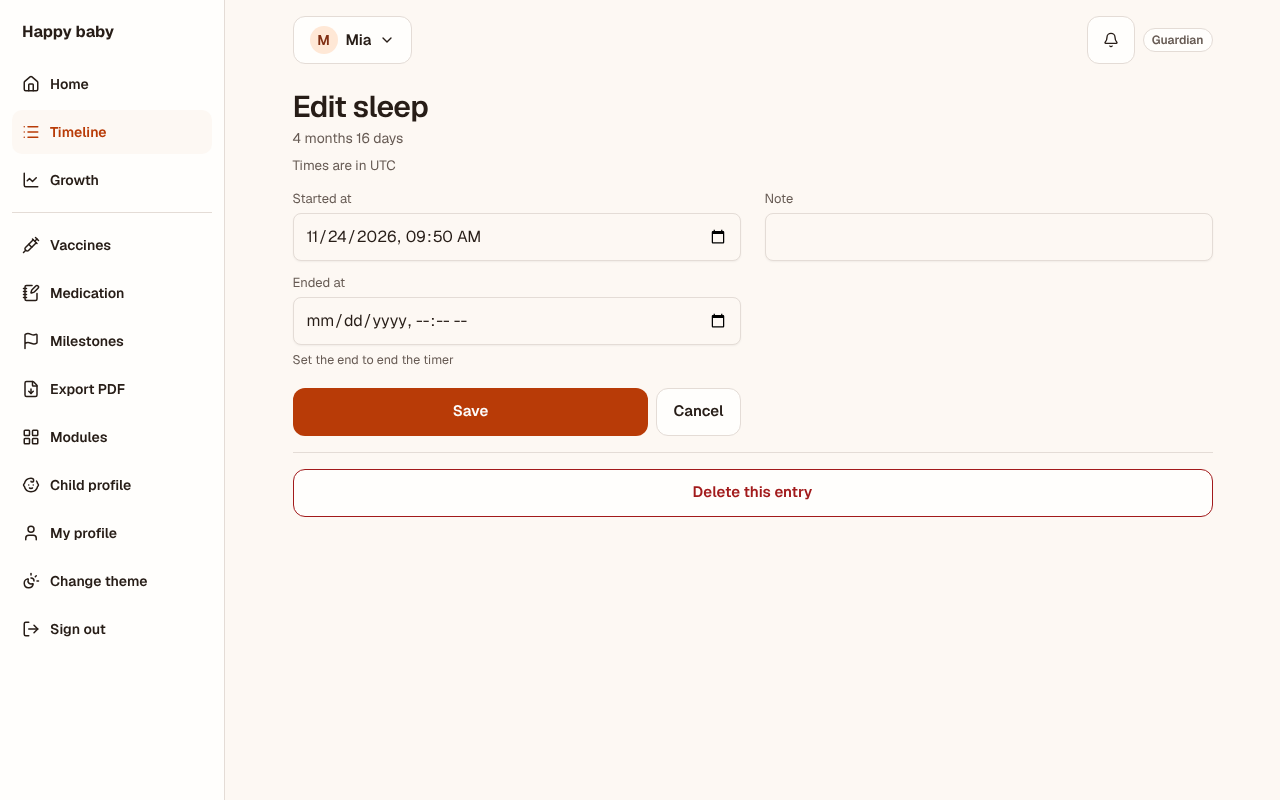 Happy baby
Home
Timeline
Growth
Vaccines
Medication
Milestones
Export PDF
Modules
Child profile
My profile
Change theme
Sign out
M Mia
Guardian
Edit sleep
4 months 16 days
Times are in UTC
Started at
11/24/2026, 09:50 AM
Note
Ended at
mm/dd/yyyy, --:-- --
Set the end to end the timer
Save
Cancel
Delete this entry